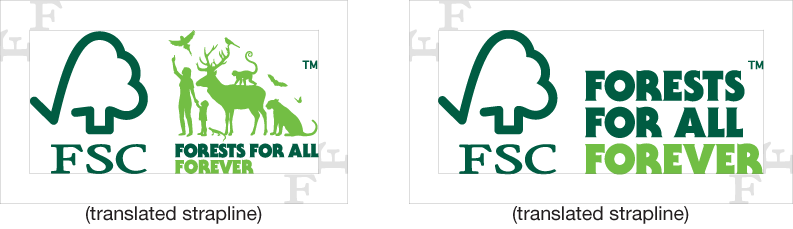 F
F
TM
FSC
FORESTS FOR ALL
FOREVER
F
F
(translated strapline)
F
F
TM
FORESTS
FOR ALL
FSC
FOREVER
F
F
(translated strapline)